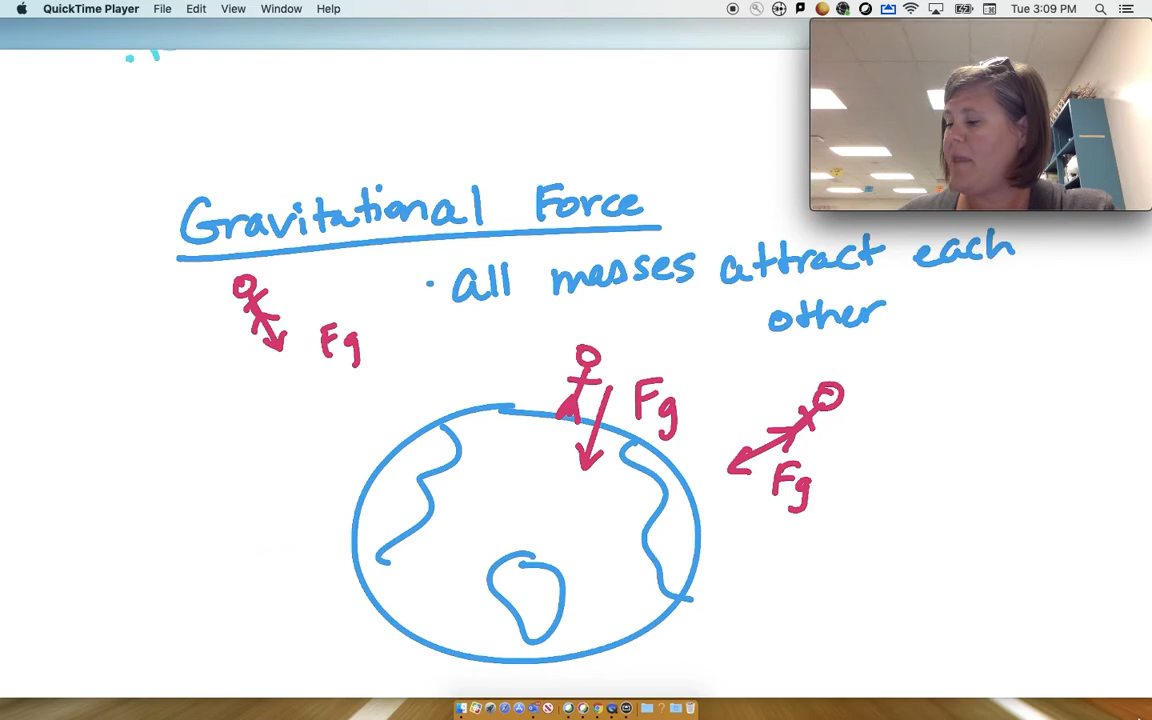 QuickTime Player File Edit View Window Help Tue 3:09 PM
Gravitational Force
· all masses attract each
other
Fg
Fg
Fg